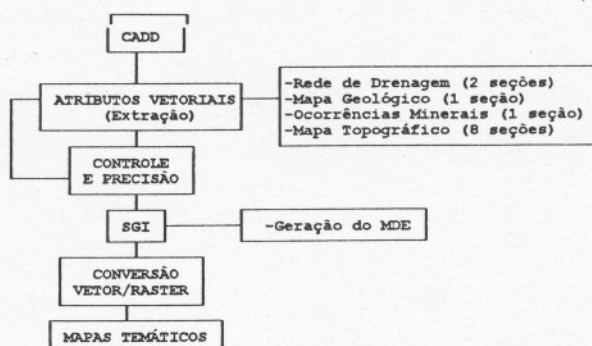 CADD
ATRIBUTOS VETORIAIS
(Extração)
-Rede de Drenagem (2 seções)
-Mapa Geológico (1 seção)
-Ocorrências Minerais (1 seção)
-Mapa Topográfico (8 seções)
CONTROLE
E PRECISÃO
SGI
-Geração do MDE
CONVERSÃO
VETOR/RASTER
MAPAS TEMÁTICOS